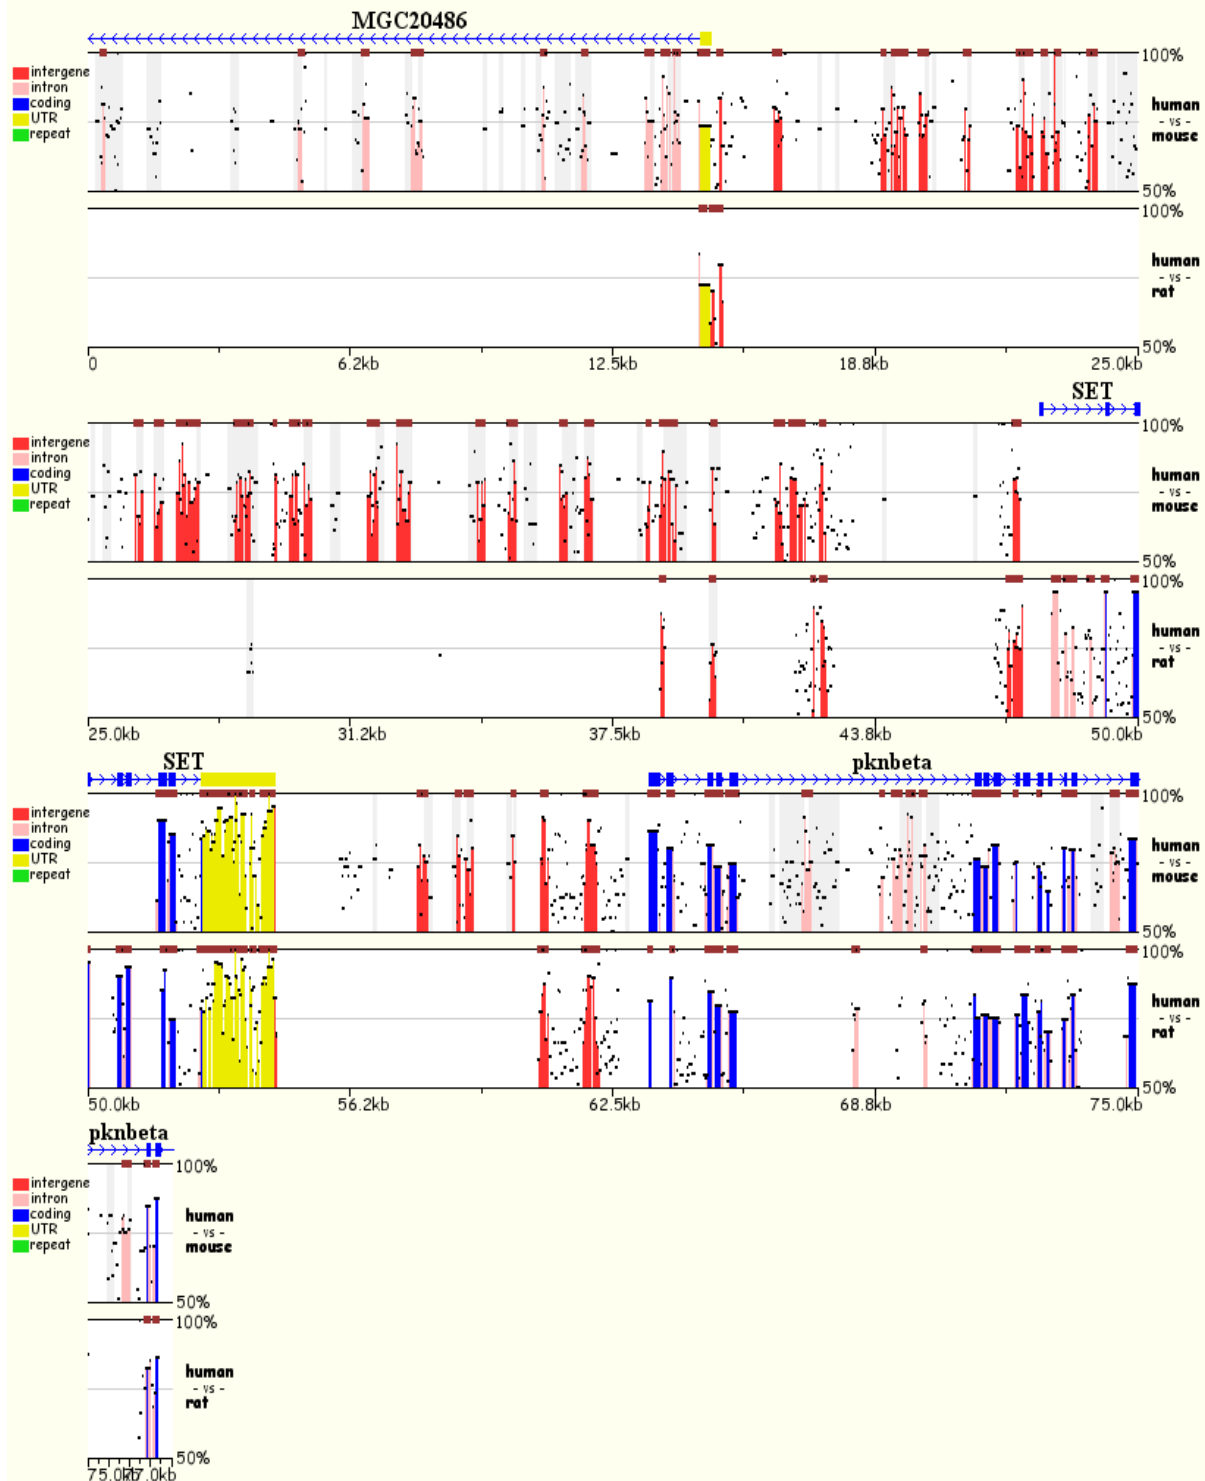 MGC20486
100%
intergene
intron
coding
UTR
repeat
human
- vs -
mouse
50%
100%
human
- vs -
rat
50%
0 6.2kb 12.5kb 18.8kb 25.0kb
SET
100%
intergene
intron
coding
UTR
repeat
human
- vs -
mouse
50%
100%
human
- vs -
rat
50%
25.0kb 31.2kb 37.5kb 43.8kb 50.0kb
SET pknbeta
100%
intergene
intron
coding
UTR
repeat
human
- vs -
mouse
50%
100%
human
- vs -
rat
50%
50.0kb 56.2kb 62.5kb 68.8kb 75.0kb
pknbeta
100%
intergene
intron
coding
UTR
repeat
human
- vs -
mouse
50%
100%
human
- vs -
rat
50%